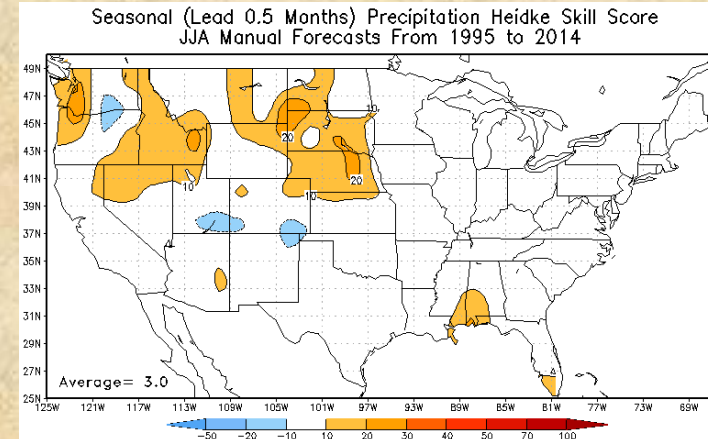 Seasonal (Lead 0.5 Months) Precipitation Heidke Skill Score
JJA Manual Forecasts From 1995 to 2014
49N
47N
45N
43N
41N
39N
37N
35N
33N
31N
29N
27N
25N
10
20
20
10
10
Average= 3.0
125W 121W 117W 113W 109W 105W 101W 97W 93W 89W 85W 81W 77W 73W 69W
-50 -20 -10 10 20 30 40 50 70 100